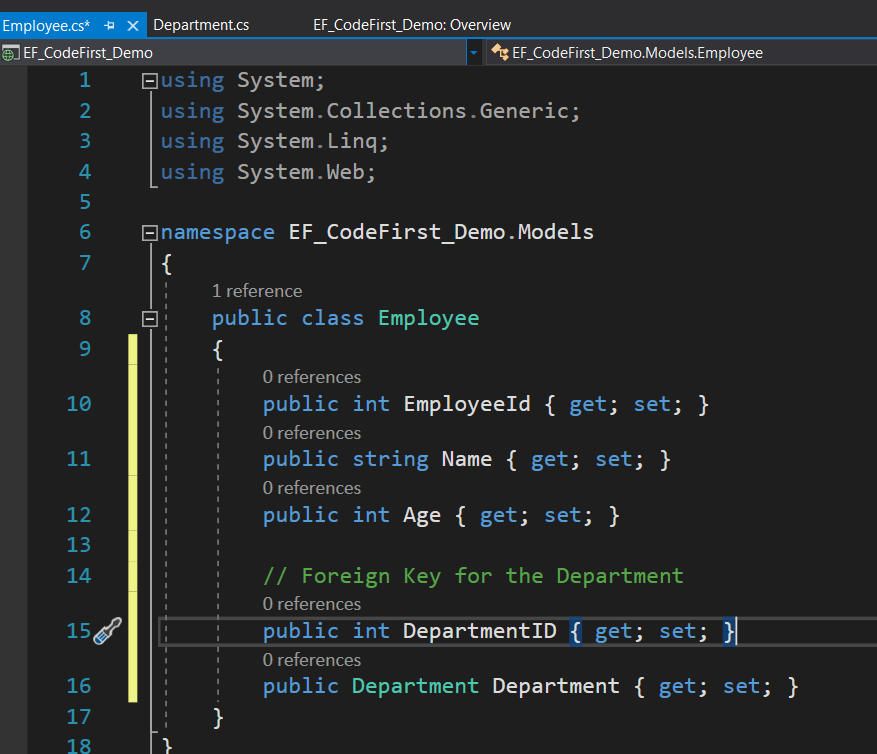 Employee.cs* Department.cs EF_CodeFirst_Demo: Overview
EF_CodeFirst_Demo EF_CodeFirst_Demo.Models.Employee
1 using System;
2 using System.Collections.Generic;
3 using System.Linq;
4 using System.Web;
5
6 namespace EF_CodeFirst_Demo.Models
7 {
1 reference
8 public class Employee
9 {
0 references
10 public int EmployeeId { get; set; }
0 references
11 public string Name { get; set; }
0 references
12 public int Age { get; set; }
13
14 // Foreign Key for the Department
0 references
15 public int DepartmentID { get; set; }
0 references
16 public Department Department { get; set; }
17 }
18 }